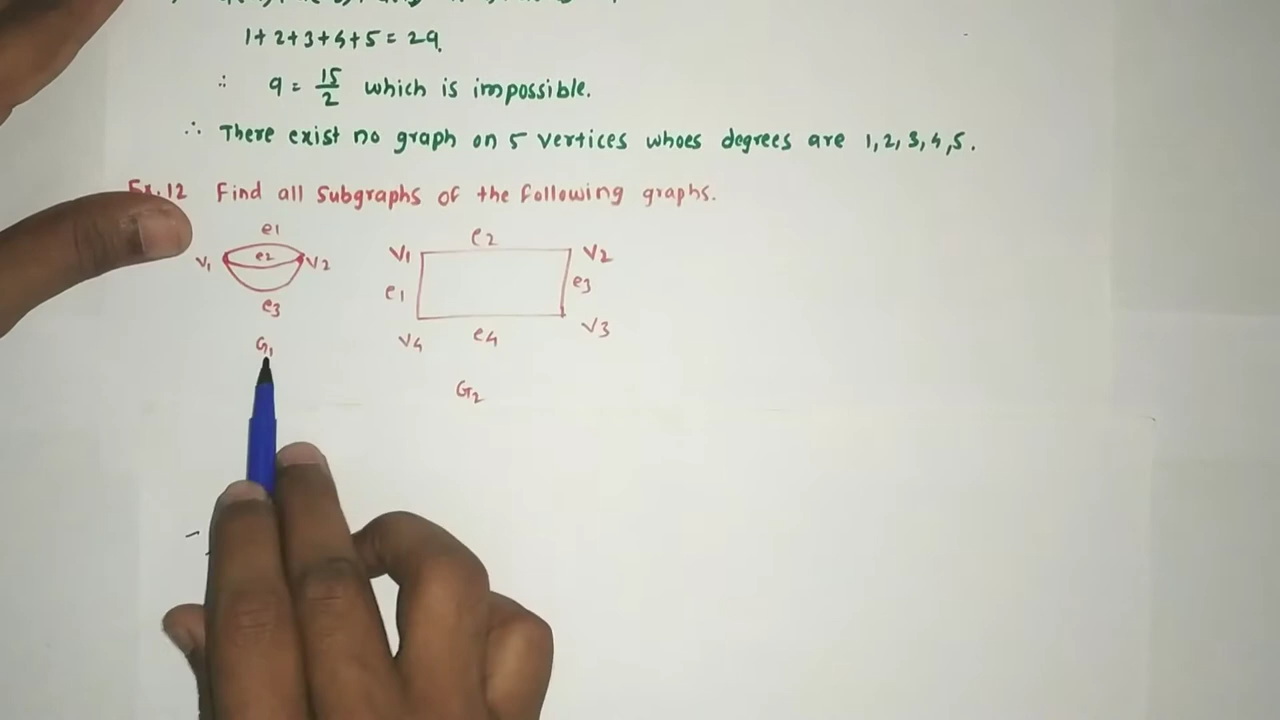 1+2+3+4+5=2q.
∴ q = 15/2 which is impossible.
∴ There exist no graph on 5 vertices whoes degrees are 1,2,3,4,5.
Ex.12 Find all Subgraphs of the following graphs.
e1
e2
V1 e2 V2
V1 V2
e1 e3
e3
V4 e4 V3
G1
G2